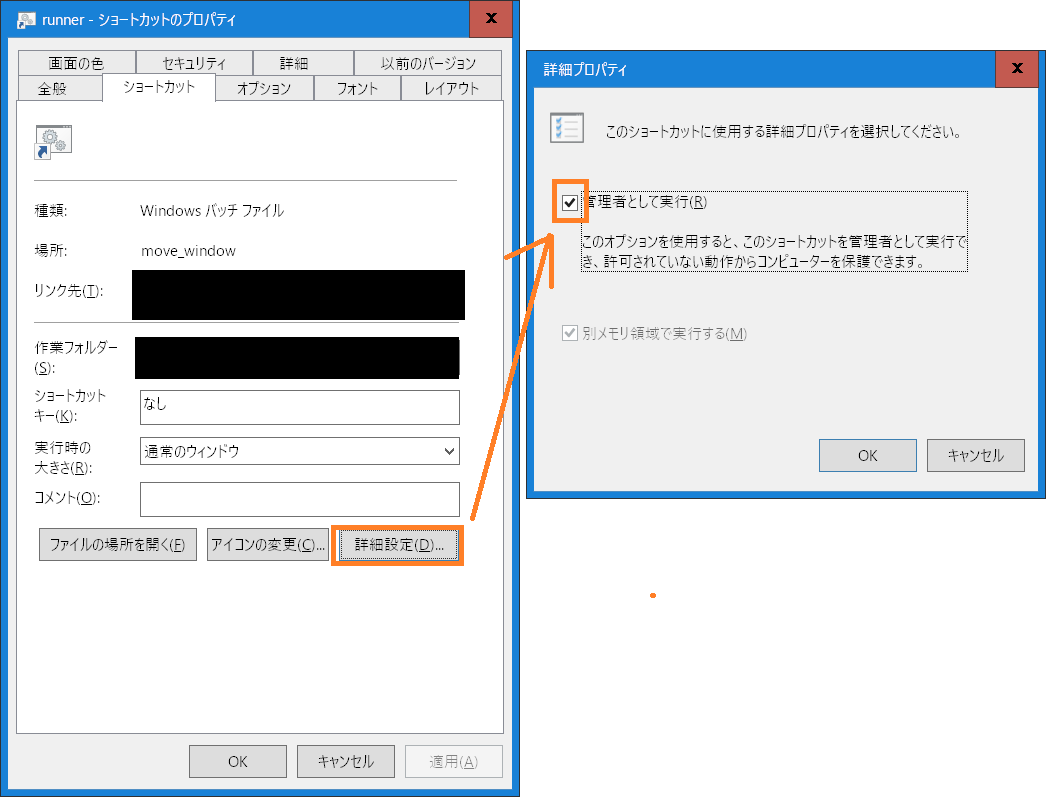 runner - ショートカットのプロパティ
x
画面の色
セキュリティ
詳細
以前のバージョン
全般
ショートカット
オプション
フォント
レイアウト
種類:
Windows バッチ ファイル
場所:
move_window
リンク先(T):
作業フォルダー
(S):
ショートカット
キー(K):
なし
実行時の
大きさ(R):
通常のウィンドウ
コメント(O):
ファイルの場所を開く(F)
アイコンの変更(C)...
詳細設定(D)...
OK
キャンセル
適用(A)
詳細プロパティ
x
このショートカットに使用する詳細プロパティを選択してください。
管理者として実行(R)
このオプションを使用すると、このショートカットを管理者として実行で
き、許可されていない動作からコンピューターを保護できます。
別メモリ領域で実行する(M)
OK
キャンセル